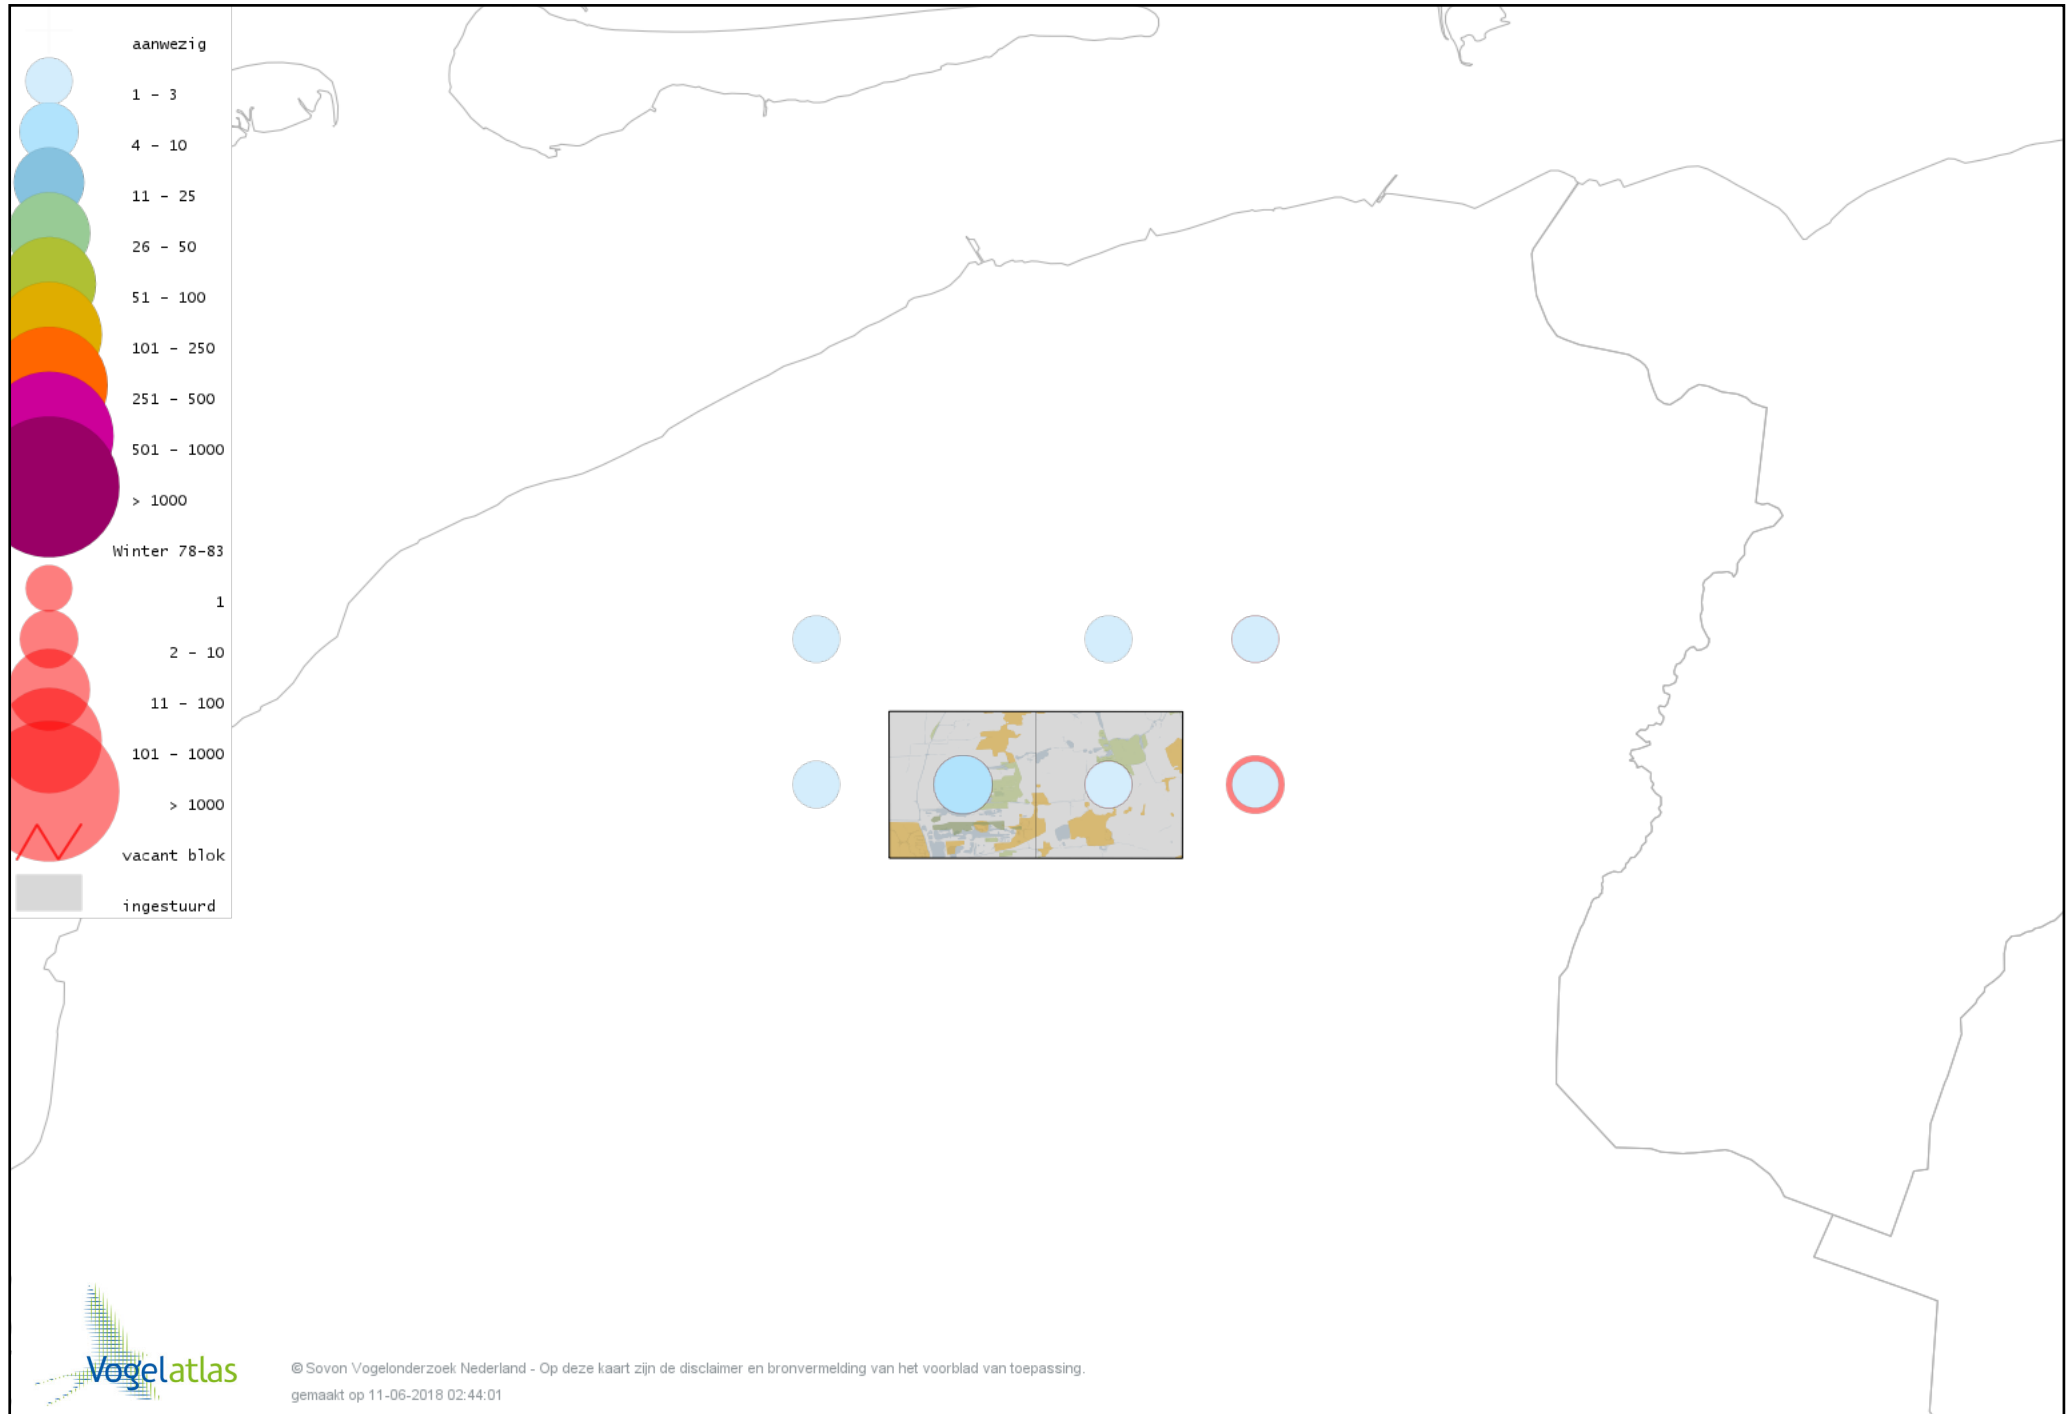 aanwezig
1 - 3
4 - 10
11 - 25
26 - 50
51 - 100
101 - 250
251 - 500
501 - 1000
> 1000
Winter 78-83
1
2 - 10
11 - 100
101 - 1000
> 1000
vacant blok
ingestuurd
Vogelatlas
© Sovon Vogelonderzoek Nederland - Op deze kaart zijn de disclaimer en bronvermelding van het voorblad van toepassing.
gemaakt op 11-06-2018 02:44:01